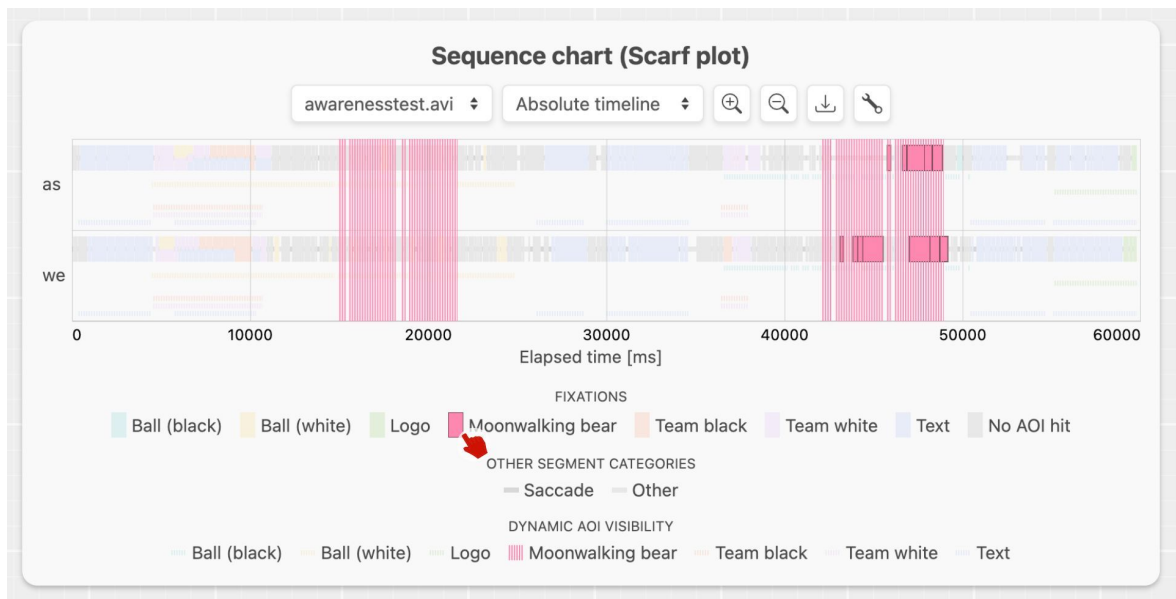 Sequence chart (Scarf plot)
awarenesstest.avi Absolute timeline
as
we
0 10000 20000 30000 40000 50000 60000
Elapsed time [ms]
FIXATIONS
Ball (black) Ball (white) Logo Moonwalking bear Team black Team white Text No AOI hit
OTHER SEGMENT CATEGORIES
Saccade Other
DYNAMIC AOI VISIBILITY
Ball (black) Ball (white) Logo Moonwalking bear Team black Team white Text